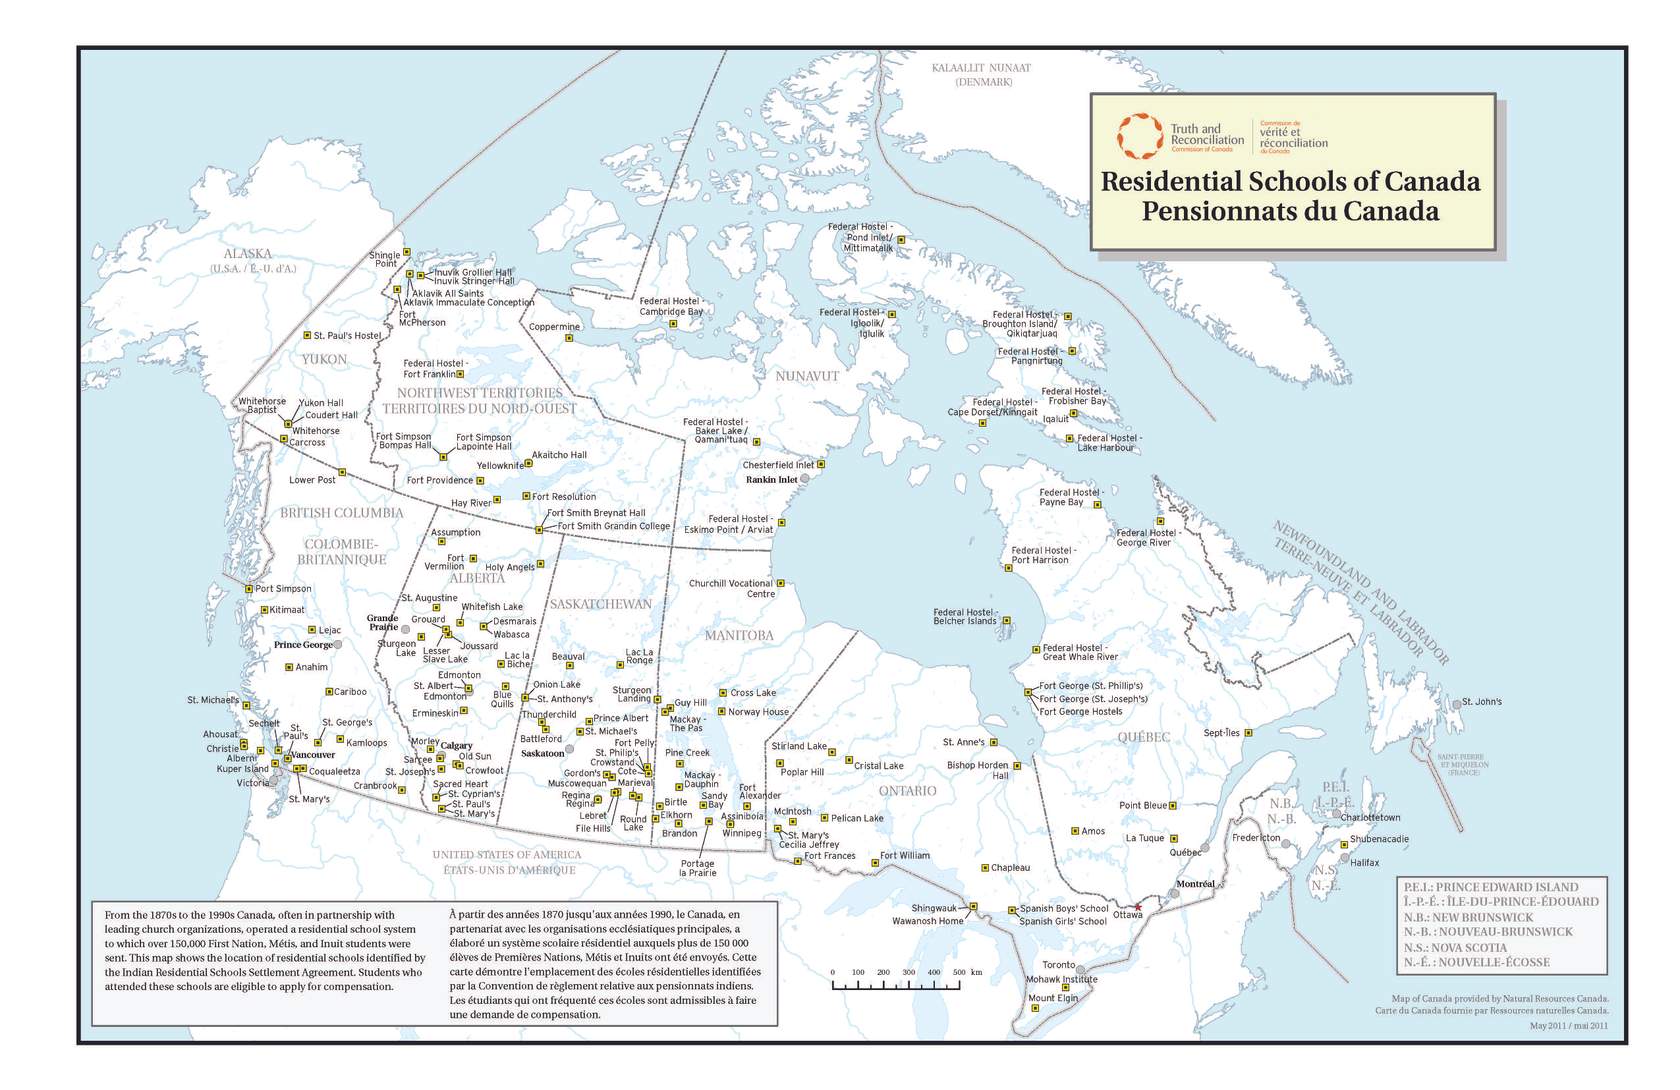 KALAALLIT NUNAAT
(DENMARK)
Truth and
Reconciliation
Commission of Canada
Commission de
vérité et
réconciliation
du Canada
Residential Schools of Canada
Pensionnats du Canada
ALASKA
(U.S.A. / É.-U. d'A.)
Shingle
Point
Inuvik Grollier Hall
Inuvik Stringer Hall
Aklavik All Saints
Aklavik Immaculate Conception
Fort
McPherson
St. Paul's Hostel
YUKON
Federal Hostel -
Pond Inlet/
Mittimatalik
Federal Hostel -
Cambridge Bay
Coppermine
Federal Hostel -
Igloolik/
Iglulik
Federal Hostel -
Broughton Island/
Qikiqtarjuaq
Federal Hostel -
Pangnirtung
Federal Hostel -
Fort Franklin
NORTHWEST TERRITORIES
TERRITOIRES DU NORD-OUEST
NUNAVUT
Federal Hostel
Frobisher Bay
Iqaluit
Federal Hostel -
Cape Dorset/Kinngait
Federal Hostel -
Lake Harbour
Whitehorse
Baptist
Yukon Hall
Coudert Hall
Whitehorse
Carcross
Lower Post
Fort Simpson
Bompas Hall
Fort Simpson
Lapointe Hall
Akaitcho Hall
Yellowknife
Fort Providence
Hay River
Fort Resolution
Fort Smith Breynat Hall
Fort Smith Grandin College
Federal Hostel -
Baker Lake /
Qamani'tuaq
Chesterfield Inlet
Rankin Inlet
Federal Hostel -
Eskimo Point / Arviat
Federal Hostel -
Payne Bay
Federal Hostel -
George River
Federal Hostel -
Port Harrison
Federal Hostel -
Belcher Islands
Federal Hostel -
Great Whale River
Fort George (St. Phillip's)
Fort George (St. Joseph's)
Fort George Hostels
NEWFOUNDLAND AND LABRADOR
TERRE-NEUVE ET LABRADOR
BRITISH COLUMBIA
COLOMBIE-
BRITANNIQUE
Port Simpson
Kitimaat
Lejac
Prince George
Anahim
Cariboo
St. Michael's
Sechelt
St.
Paul's
St. George's
Kamloops
Ahousat
Christie
Alberni
Kuper Island
Victoria
Vancouver
Coqualeetza
St. Mary's
Cranbrook
Assumption
Fort
Vermilion
Holy Angels
ALBERTA
St. Augustine
Whitefish Lake
Grouard
Desmarais
Wabasca
Grande
Prairie
Sturgeon
Lake
Lesser
Slave Lake
Joussard
Lac la
Biche
Edmonton
St. Albert
Edmonton
Blue
Quills
Ermineskin
Morley
Calgary
Sarcee
Old Sun
Crowfoot
St. Joseph's
Sacred Heart
St. Cyprian's
St. Paul's
St. Mary's
SASKATCHEWAN
Beauval
Lac La
Ronge
Onion Lake
St. Anthony's
Sturgeon
Landing
Thunderchild
Battleford
Prince Albert
St. Michael's
Saskatoon
Fort Pelly
St. Philip's
Crowstand
Gordon's
Cote
Muscowequan
Marieval
Regina
Régina
Lebret
File Hills
Round
Lake
MANITOBA
Churchill Vocational
Centre
Cross Lake
Guy Hill
Norway House
Mackay -
The Pas
Pine Creek
Mackay -
Dauphin
Sandy
Bay
Fort
Alexander
Birtle
Elkhorn
Brandon
Assiniboia
Winnipeg
Portage
la Prairie
ONTARIO
Stirland Lake
Cristal Lake
Poplar Hill
McIntosh
Pelican Lake
St. Mary's
Cecilia Jeffrey
Fort Frances
Fort William
St. Anne's
Bishop Horden
Hall
Chapleau
Shingwauk
Wawanosh Home
Spanish Boys' School
Spanish Girls' School
Toronto
Mohawk Institute
Mount Elgin
Ottawa
QUÉBEC
Sept-Îles
Point Bleue
Amos
La Tuque
Québec
Montréal
St. John's
SAINT-PIERRE
ET MIQUELON
(FRANCE)
N.B.
N.-B.
P.E.I.
Î.-P.-É.
Charlottetown
Fredericton
Shubenacadie
Halifax
N.S.
N.-É.
UNITED STATES OF AMERICA
ÉTATS-UNIS D'AMÉRIQUE
From the 1870s to the 1990s Canada, often in partnership with
leading church organizations, operated a residential school system
to which over 150,000 First Nation, Métis, and Inuit students were
sent. This map shows the location of residential schools identified by
the Indian Residential Schools Settlement Agreement. Students who
attended these schools are eligible to apply for compensation.
À partir des années 1870 jusqu'aux années 1990, le Canada, en
partenariat avec les organisations ecclésiatiques principales, a
élaboré un système scolaire résidentiel auxquels plus de 150 000
élèves de Premières Nations, Métis et Inuits ont été envoyés. Cette
carte démontre l'emplacement des écoles résidentielles identifiées
par la Convention de règlement relative aux pensionnats indiens.
Les étudiants qui ont fréquenté ces écoles sont admissibles à faire
une demande de compensation.
0 100 200 300 400 500 km
P.E.I.: PRINCE EDWARD ISLAND
Î.-P.-É. : ÎLE-DU-PRINCE-ÉDOUARD
N.B.: NEW BRUNSWICK
N.-B. : NOUVEAU-BRUNSWICK
N.S.: NOVA SCOTIA
N.-É. : NOUVELLE-ÉCOSSE
Map of Canada provided by Natural Resources Canada.
Carte du Canada fournie par Ressources naturelles Canada.
May 2011 / mai 2011